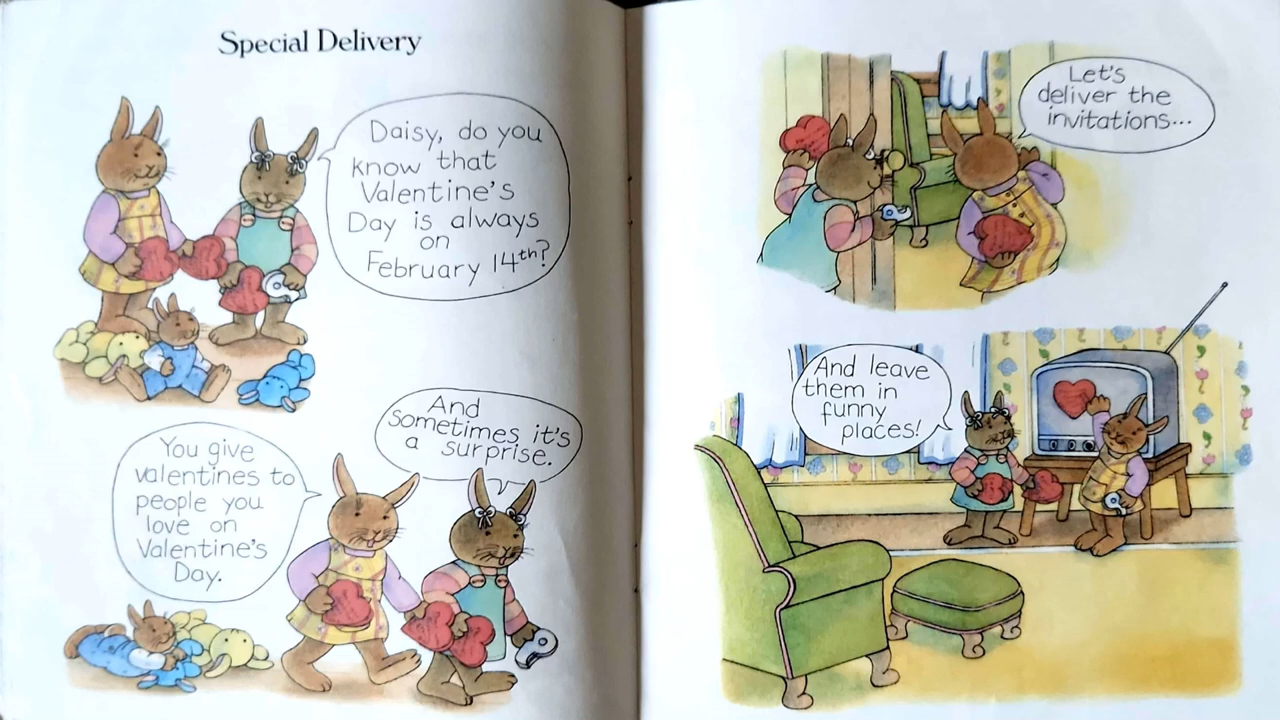 Special Delivery
Daisy, do you
know that
Valentine's
Day is always
on
February 14th?
And
sometimes it's
a surprise.
You give
valentines to
people you
love on
Valentine's
Day.
Let's
deliver the
invitations...
And leave
them in
funny
places!